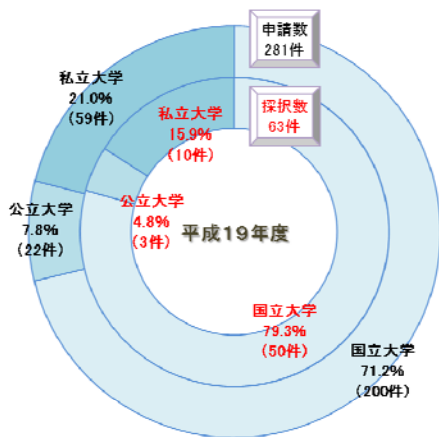 申請数
281件
採択数
63件
私立大学
21.0%
(59件)
私立大学
15.9%
(10件)
公立大学
7.8%
(22件)
公立大学
4.8%
(3件)
平成19年度
国立大学
79.3%
(50件)
国立大学
71.2%
(200件)